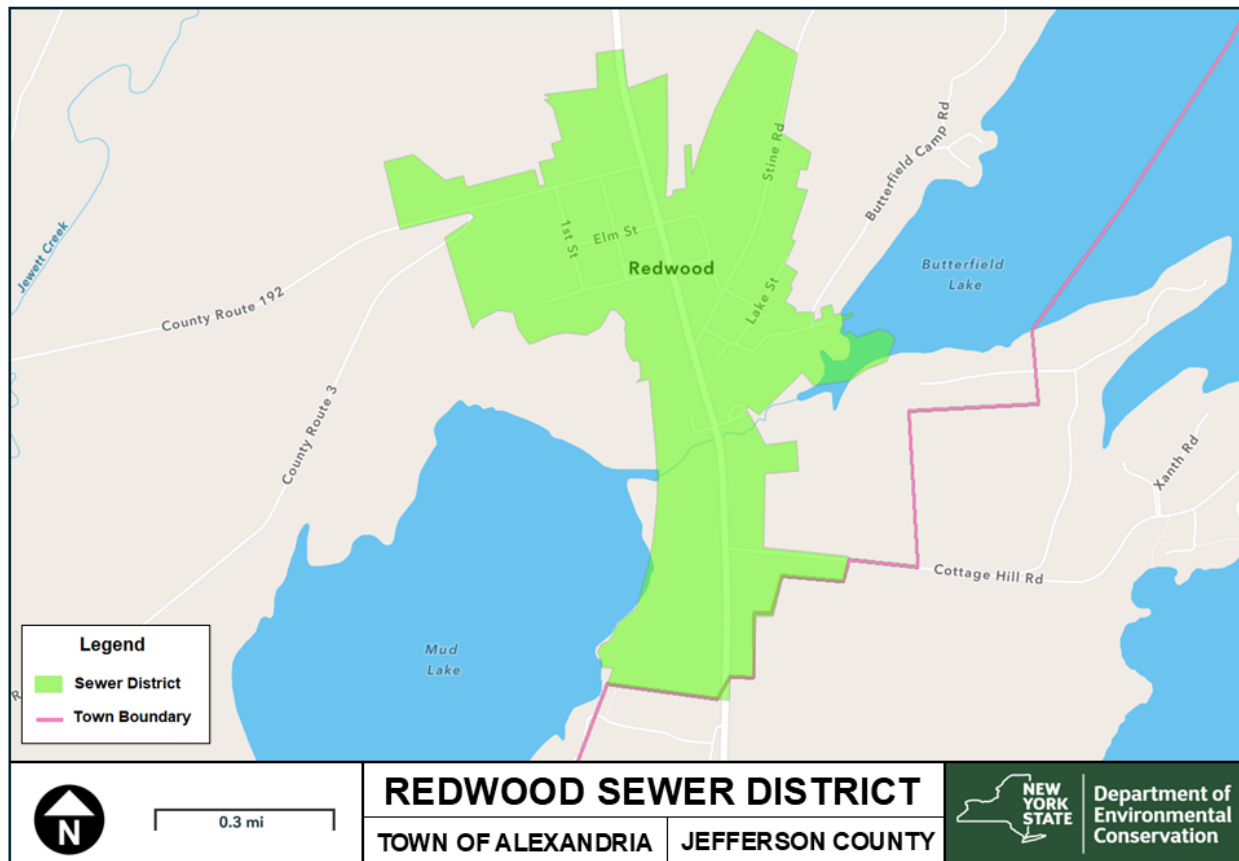 Stine Rd
Butterfield Camp Rd
Jewett Creek
1st St
Elm St
Redwood
Butterfield
Lake
Lake St
County Route 192
County Route 3
Xanth Rd
Cottage Hill Rd
Mud
Lake
R
Legend
Sewer District
Town Boundary
N
0.3 mi
REDWOOD SEWER DISTRICT
TOWN OF ALEXANDRIA
JEFFERSON COUNTY
NEW
YORK
STATE
Department of
Environmental
Conservation